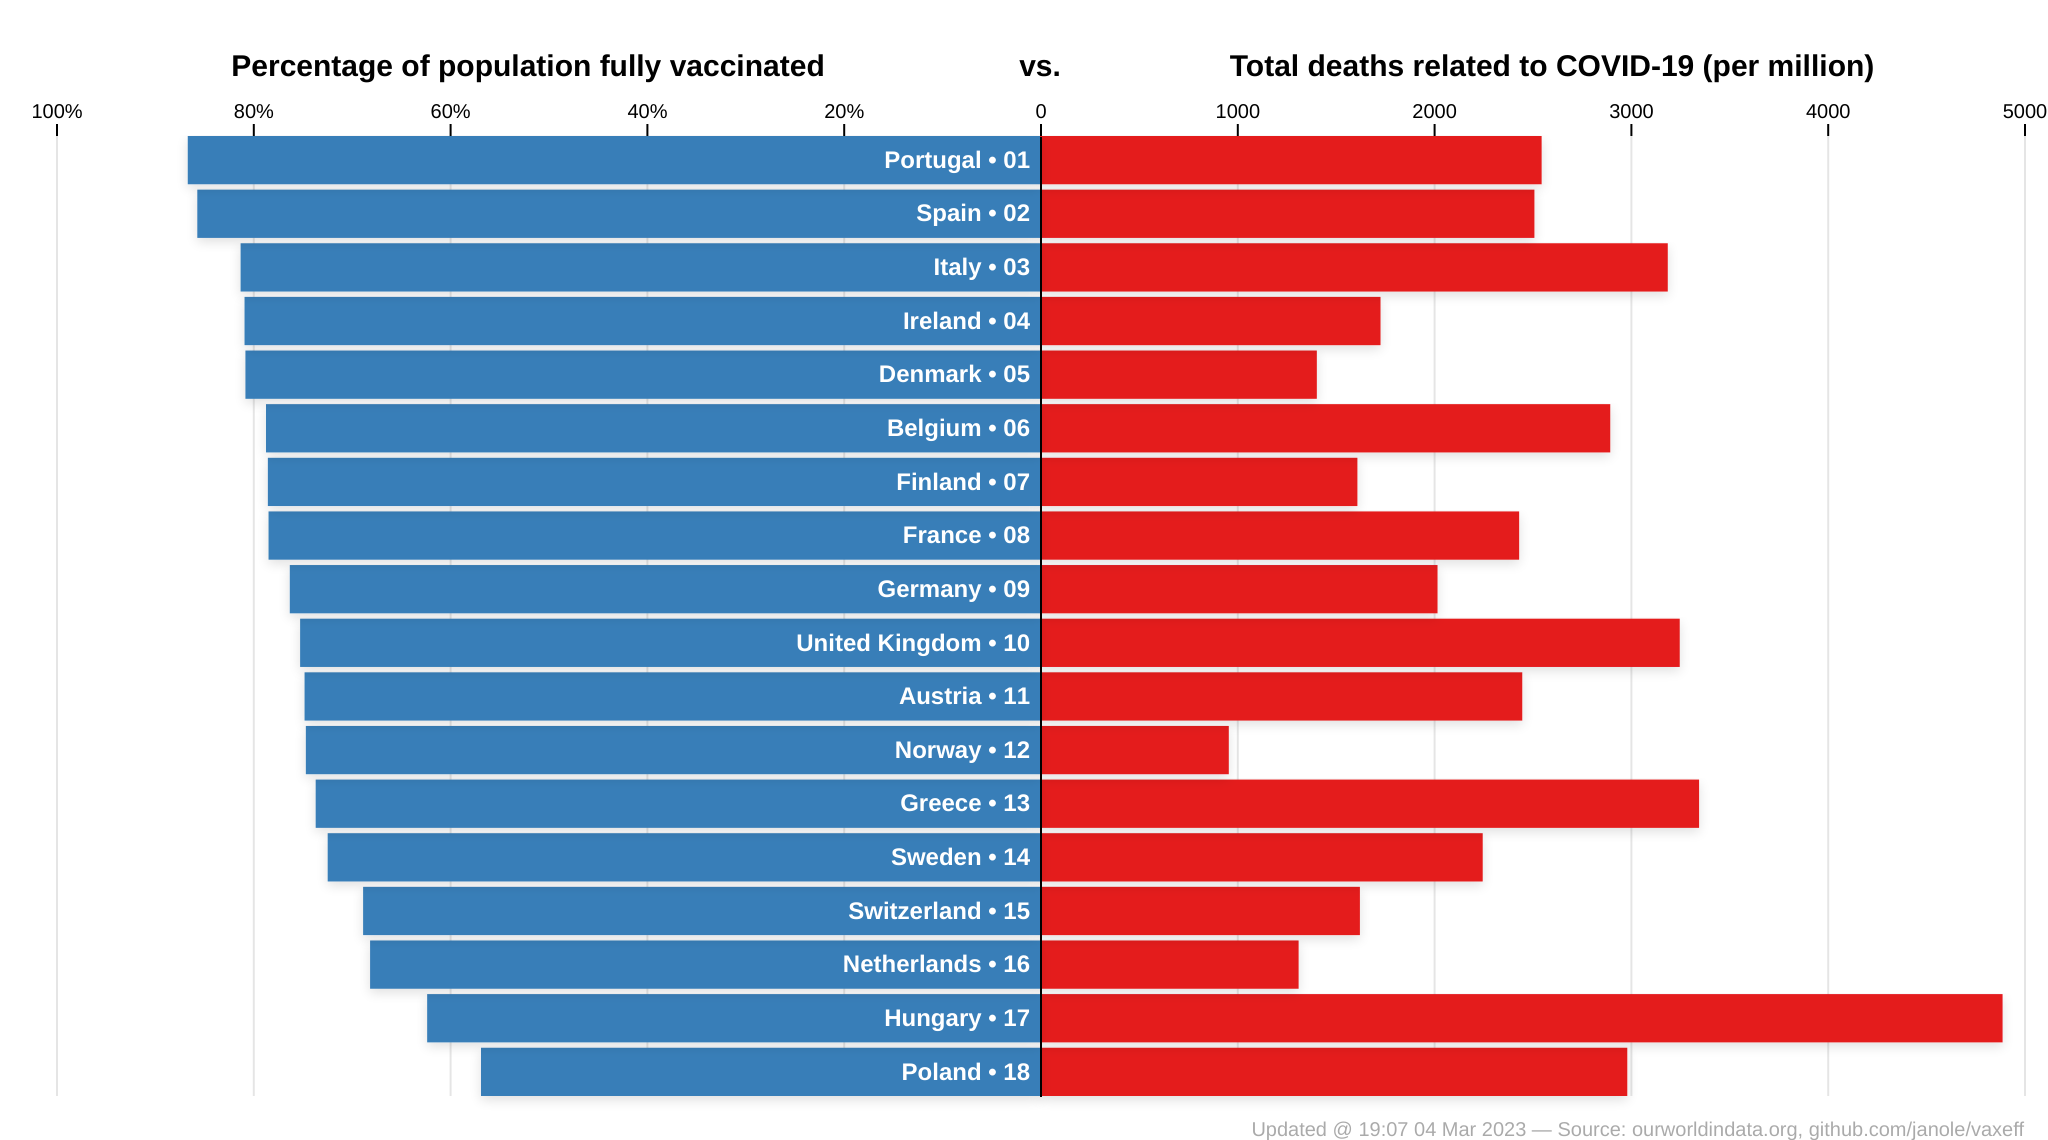 Percentage of population fully vaccinated vs. Total deaths related to COVID-19 (per million)
100% 80% 60% 40% 20% 0 1000 2000 3000 4000 5000
Portugal • 01
Spain • 02
Italy • 03
Ireland • 04
Denmark • 05
Belgium • 06
Finland • 07
France • 08
Germany • 09
United Kingdom • 10
Austria • 11
Norway • 12
Greece • 13
Sweden • 14
Switzerland • 15
Netherlands • 16
Hungary • 17
Poland • 18
Updated @ 19:07 04 Mar 2023 — Source: ourworldindata.org, github.com/janole/vaxeff